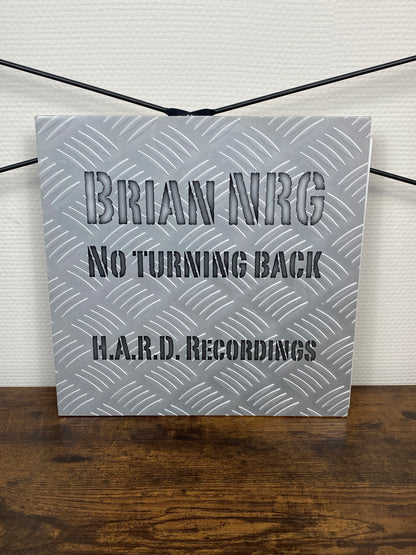 BRIAN NRG
NO TURNING BACK
H.A.R.D. RECORDINGS